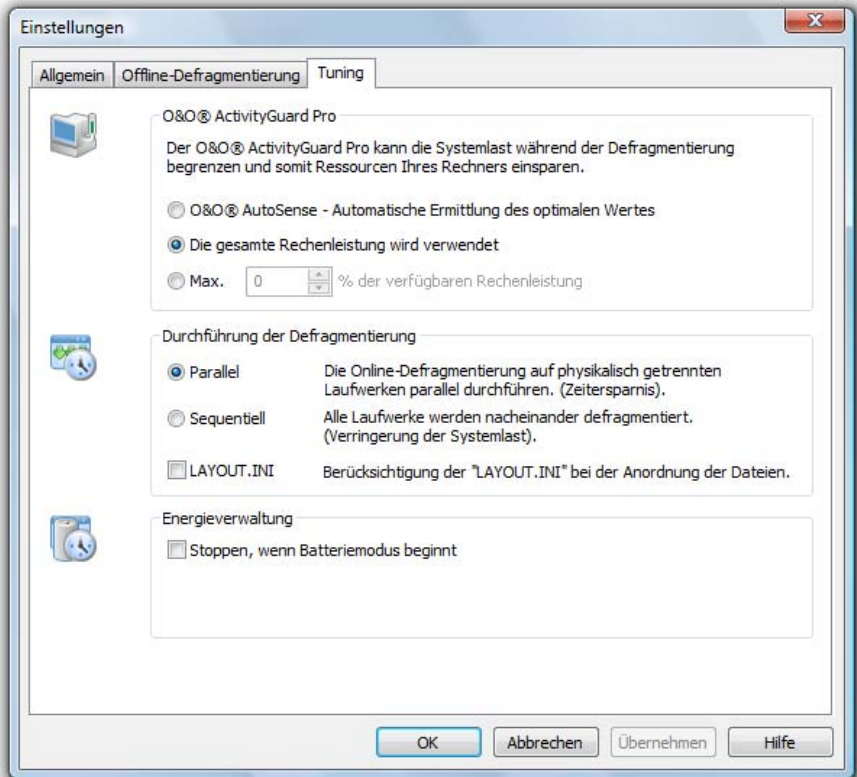 Einstellungen
Allgemein
Offline-Defragmentierung
Tuning
O&O® ActivityGuard Pro
Der O&O® ActivityGuard Pro kann die Systemlast während der Defragmentierung
begrenzen und somit Ressourcen Ihres Rechners einsparen.
O&O® AutoSense - Automatische Ermittlung des optimalen Wertes
Die gesamte Rechenleistung wird verwendet
Max. 0 % der verfügbaren Rechenleistung
Durchführung der Defragmentierung
Parallel
Die Online-Defragmentierung auf physikalisch getrennten
Laufwerken parallel durchführen. (Zeitersparnis).
Sequentiell
Alle Laufwerke werden nacheinander defragmentiert.
(Verringerung der Systemlast).
LAYOUT.INI
Berücksichtigung der "LAYOUT.INI" bei der Anordnung der Dateien.
Energieverwaltung
Stoppen, wenn Batteriemodus beginnt
OK
Abbrechen
Übernehmen
Hilfe